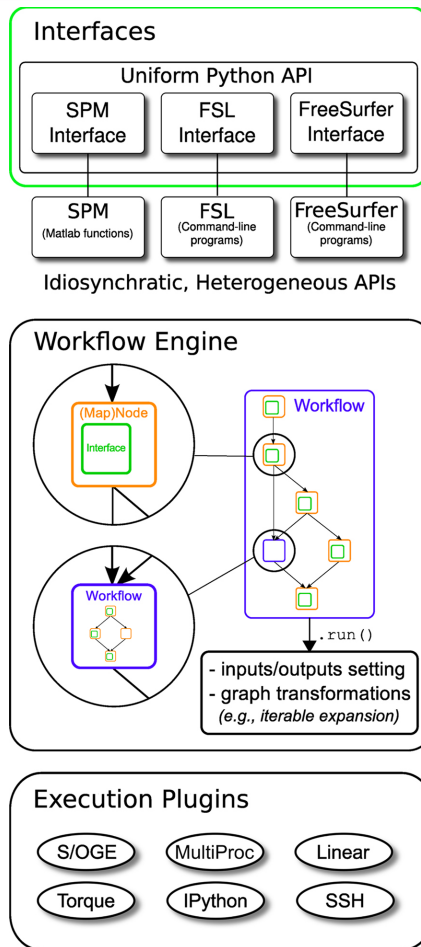 Interfaces
Uniform Python API
SPM
Interface
FSL
Interface
FreeSurfer
Interface
SPM
(Matlab functions)
FSL
(Command-line
programs)
FreeSurfer
(Command-line
programs)
Idiosynchratic, Heterogeneous APIs
Workflow Engine
(Map)Node
Interface
Workflow
Workflow
.run()
- inputs/outputs setting
- graph transformations
(e.g., iterable expansion)
Execution Plugins
S/OGE
MultiProc
Linear
Torque
IPython
SSH